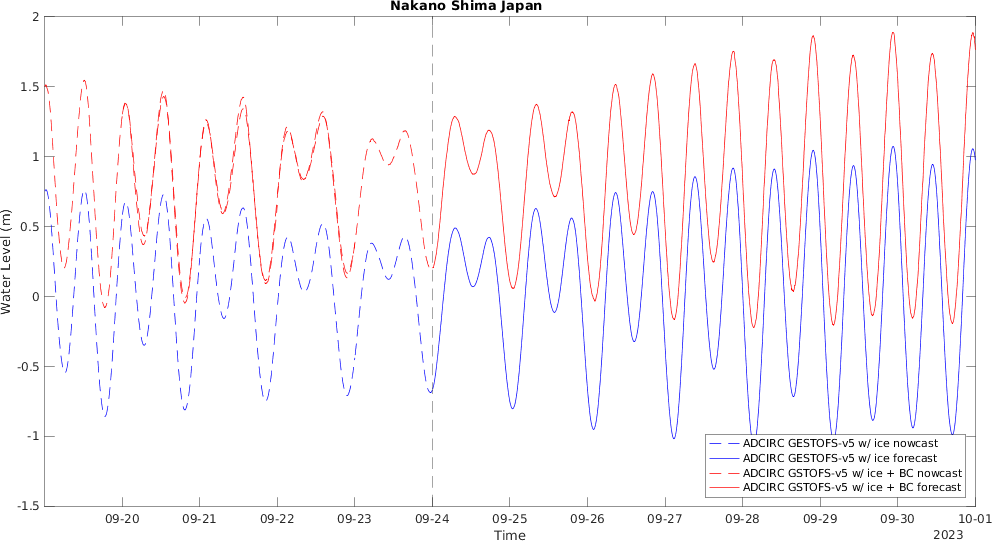 Nakano Shima Japan
2
1.5
1
0.5
0
-0.5
-1
-1.5
Water Level (m)
ADCIRC GESTOFS-v5 w/ ice nowcast
ADCIRC GESTOFS-v5 w/ ice forecast
ADCIRC GSTOFS-v5 w/ ice + BC nowcast
ADCIRC GSTOFS-v5 w/ ice + BC forecast
09-20 09-21 09-22 09-23 09-24 09-25 09-26 09-27 09-28 09-29 09-30 10-01
Time
2023